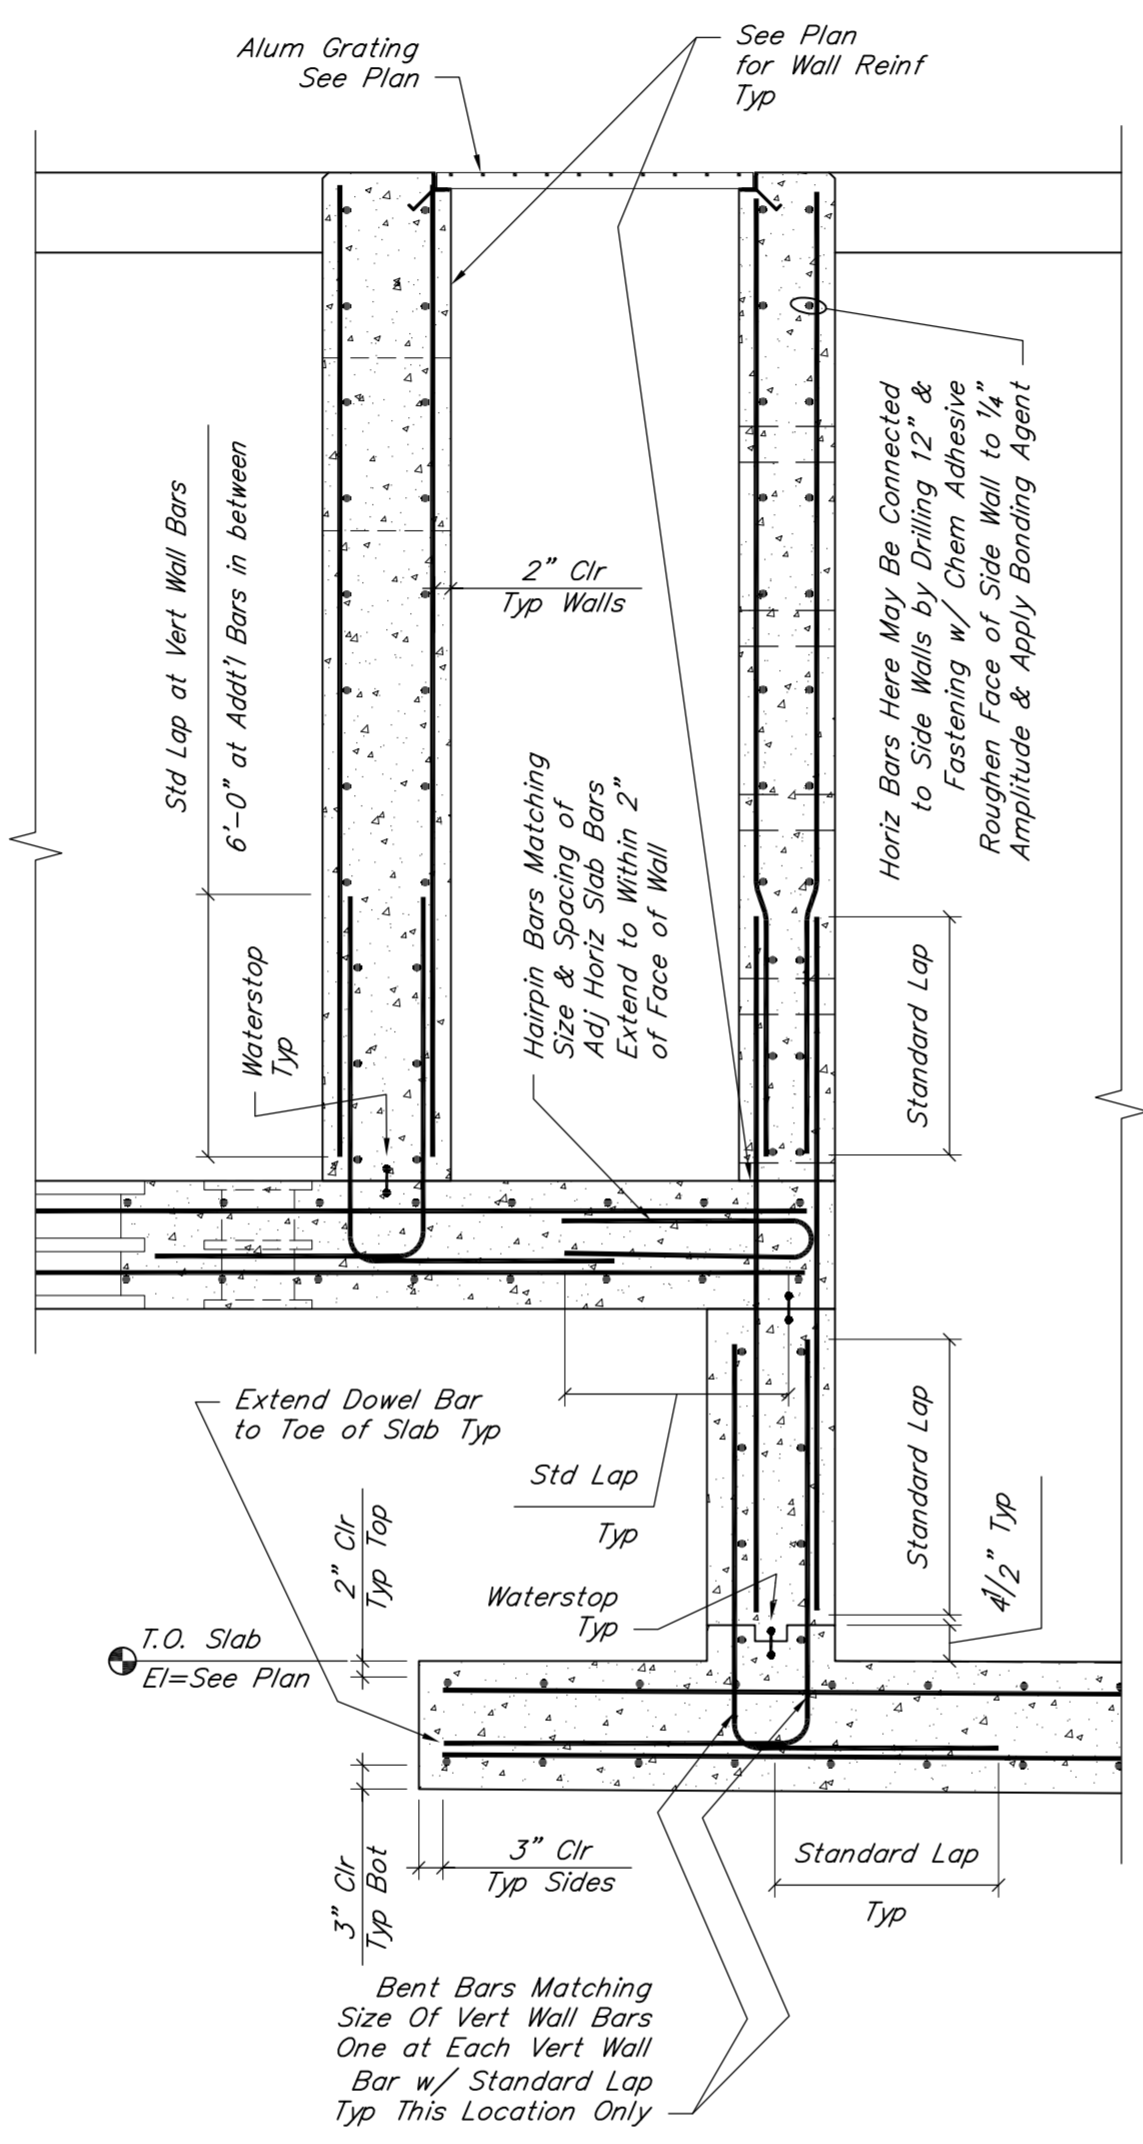 Alum Grating
See Plan
See Plan
for Wall Reinf
Typ
Std Lap at Vert Wall Bars
6'-0" at Addt'l Bars in between
2" Clr
Typ Walls
Horiz Bars Here May Be Connected
to Side Walls by Drilling 12" &
Fastening w/ Chem Adhesive
Roughen Face of Side Wall to 1/4"
Amplitude & Apply Bonding Agent
Hairpin Bars Matching
Size & Spacing of
Adj Horiz Slab Bars
Extend to Within 2"
of Face of Wall
Waterstop
Typ
Standard Lap
Extend Dowel Bar
to Toe of Slab Typ
Std Lap
Typ
Standard Lap
2" Clr
Typ Top
Waterstop
Typ
4 1/2" Typ
T.O. Slab
El=See Plan
3" Clr
Typ Bot
3" Clr
Typ Sides
Standard Lap
Typ
Bent Bars Matching
Size Of Vert Wall Bars
One at Each Vert Wall
Bar w/ Standard Lap
Typ This Location Only